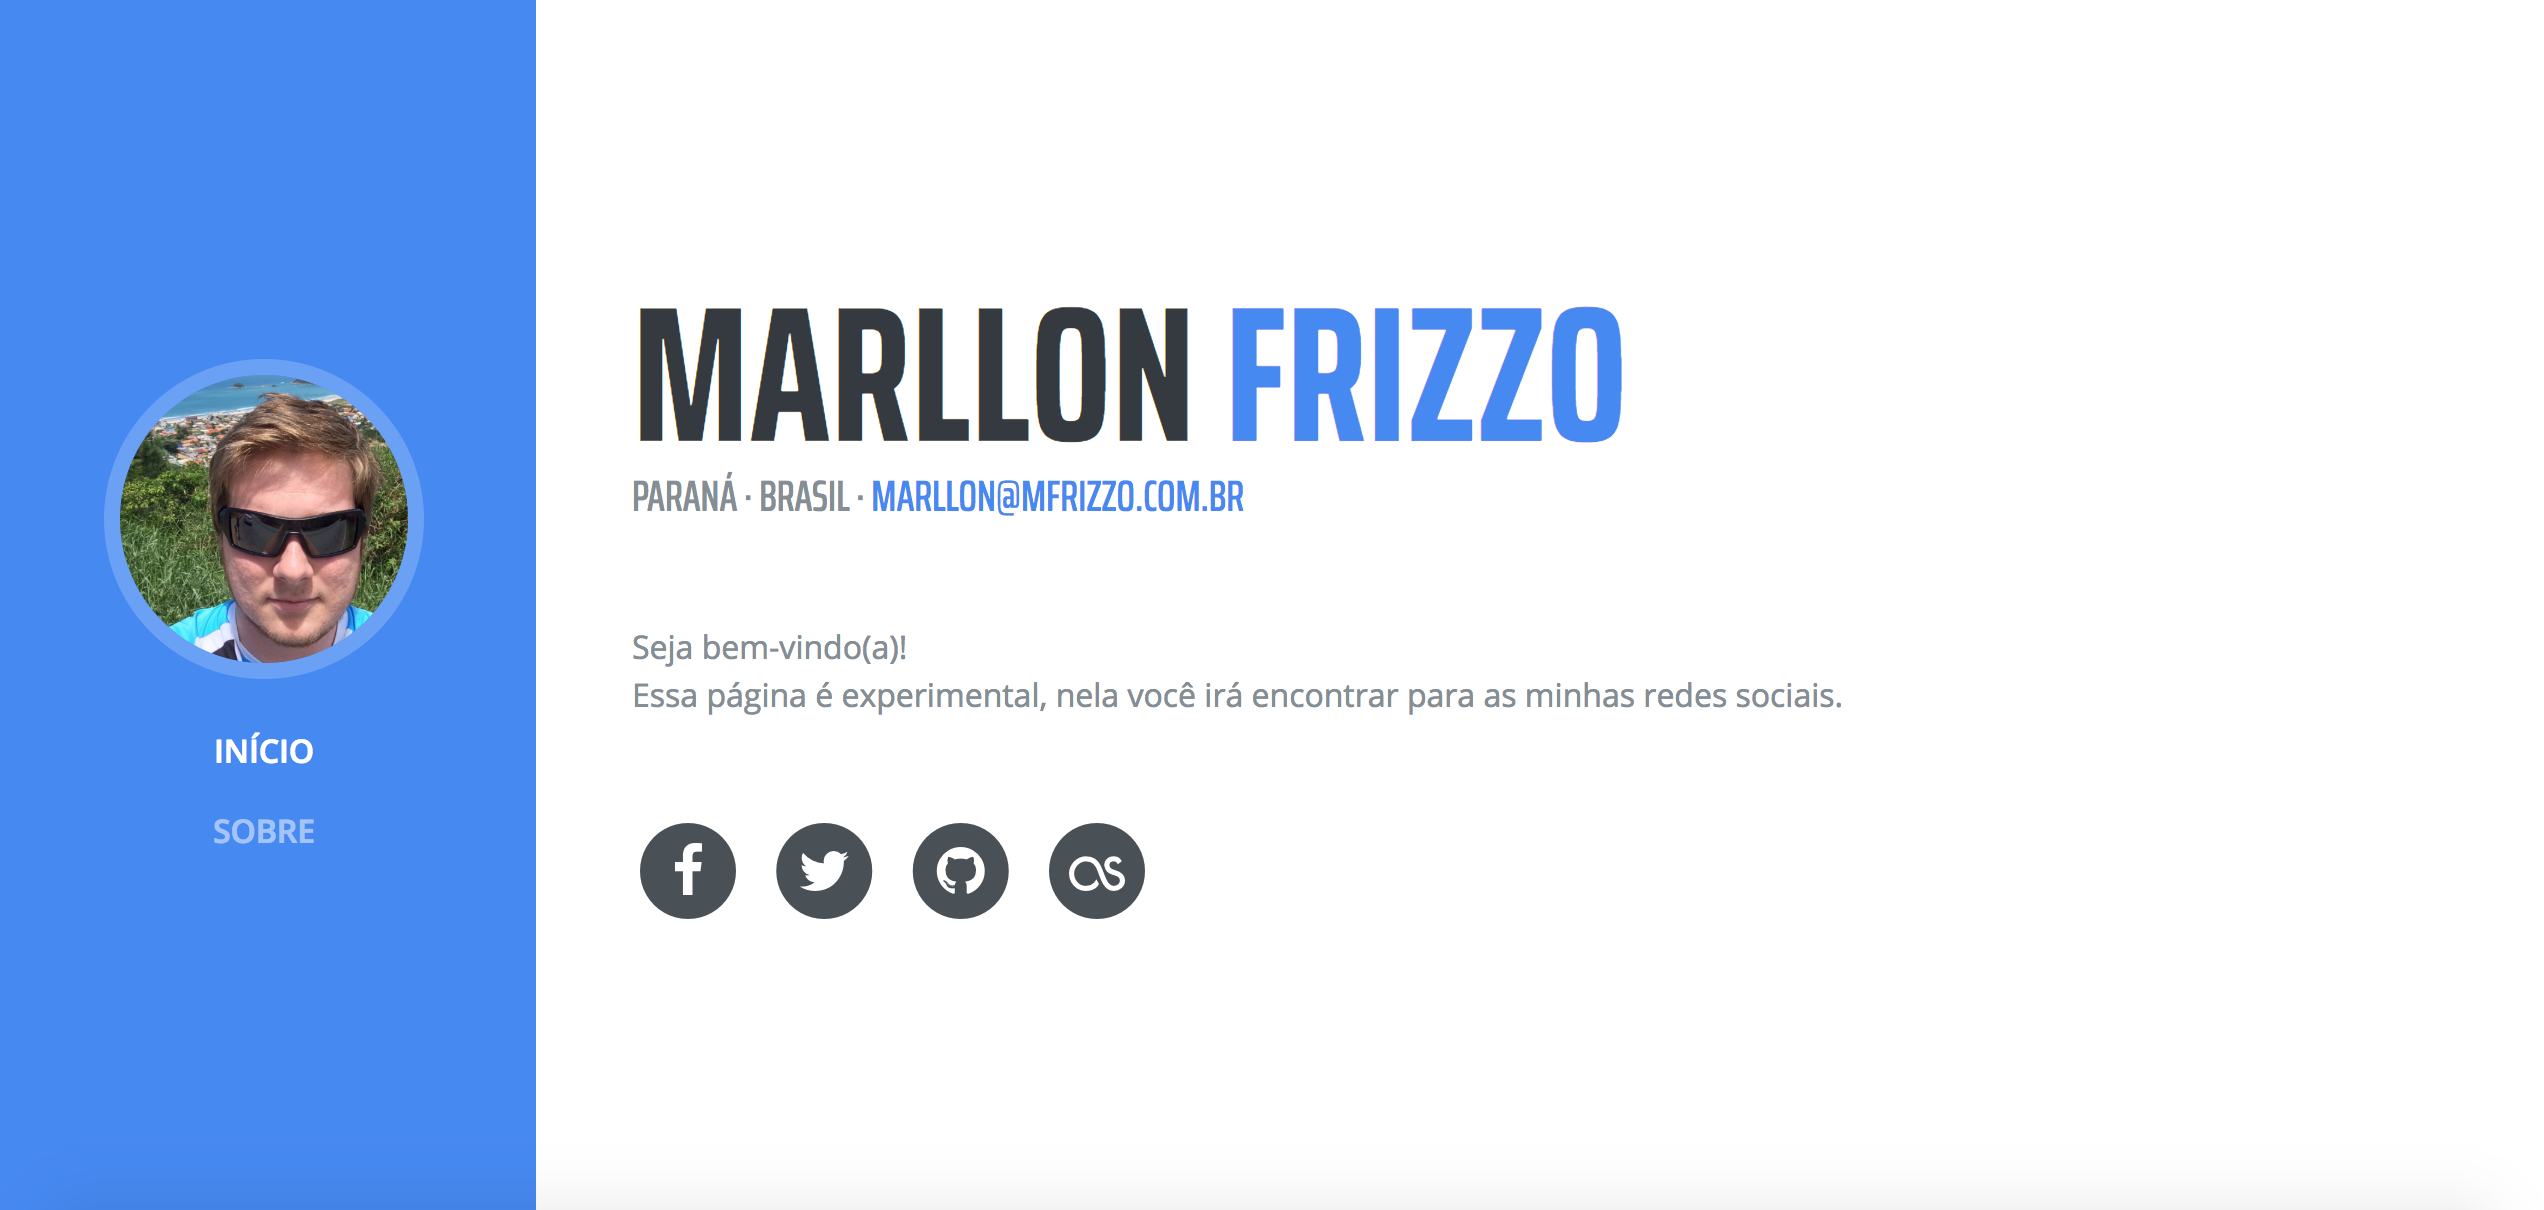 INÍCIO
SOBRE
MARLLON FRIZZO
PARANÁ · BRASIL · MARLLON@MFRIZZO.COM.BR
Seja bem-vindo(a)!
Essa página é experimental, nela você irá encontrar para as minhas redes sociais.